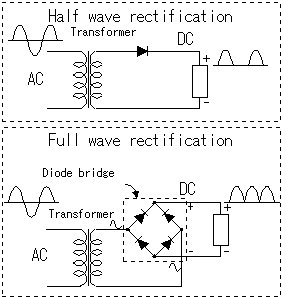 Half wave rectification
Transformer
DC
AC
+
-
Full wave rectification
Diode bridge
DC
Transformer
+
+
AC
-
-